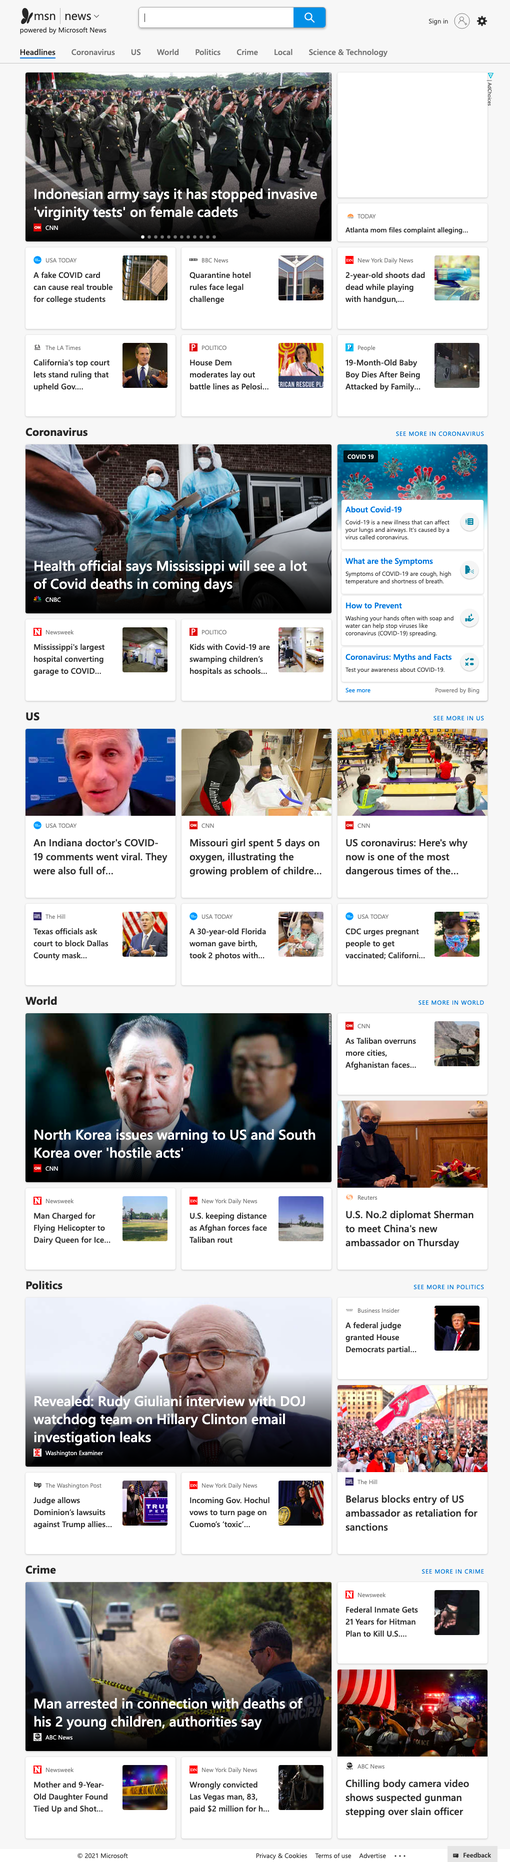 msn | news
powered by Microsoft News
Sign in
Headlines Coronavirus US World Politics Crime Local Science & Technology
Indonesian army says it has stopped invasive
'virginity tests' on female cadets
CNN
AdChoices
TODAY
Atlanta mom files complaint alleging...
USA TODAY
A fake COVID card
can cause real trouble
for college students
BBC News
Quarantine hotel
rules face legal
challenge
New York Daily News
2-year-old shoots dad
dead while playing
with handgun,...
The LA Times
California's top court
lets stand ruling that
upheld Gov....
POLITICO
House Dem
moderates lay out
battle lines as Pelosi...
People
19-Month-Old Baby
Boy Dies After Being
Attacked by Family...
Coronavirus
SEE MORE IN CORONAVIRUS
Health official says Mississippi will see a lot
of Covid deaths in coming days
CNBC
COVID 19
About Covid-19
Covid-19 is a new illness that can affect
your lungs and airways. It's caused by a
virus called coronavirus.
What are the Symptoms
Symptoms of COVID-19 are cough, high
temperature and shortness of breath.
How to Prevent
Washing your hands often with soap and
water can help stop viruses like
coronavirus (COVID-19) spreading.
Coronavirus: Myths and Facts
Test your awareness about COVID-19.
See more
Powered by Bing
Newsweek
Mississippi's largest
hospital converting
garage to COVID...
POLITICO
Kids with Covid-19 are
swamping children's
hospitals as schools...
US
SEE MORE IN US
USA TODAY
An Indiana doctor's COVID-
19 comments went viral. They
were also full of...
CNN
Missouri girl spent 5 days on
oxygen, illustrating the
growing problem of childre...
CNN
US coronavirus: Here's why
now is one of the most
dangerous times of the...
The Hill
Texas officials ask
court to block Dallas
County mask...
USA TODAY
A 30-year-old Florida
woman gave birth,
took 2 photos with...
USA TODAY
CDC urges pregnant
people to get
vaccinated; Californi...
World
SEE MORE IN WORLD
North Korea issues warning to US and South
Korea over 'hostile acts'
CNN
CNN
As Taliban overruns
more cities,
Afghanistan faces...
Newsweek
Man Charged for
Flying Helicopter to
Dairy Queen for Ice...
New York Daily News
U.S. keeping distance
as Afghan forces face
Taliban rout
Reuters
U.S. No.2 diplomat Sherman
to meet China's new
ambassador on Thursday
Politics
SEE MORE IN POLITICS
Revealed: Rudy Giuliani interview with DOJ
watchdog team on Hillary Clinton email
investigation leaks
Washington Examiner
Business Insider
A federal judge
granted House
Democrats partial...
The Washington Post
Judge allows
Dominion's lawsuits
against Trump allies...
New York Daily News
Incoming Gov. Hochul
vows to turn page on
Cuomo's 'toxic'...
The Hill
Belarus blocks entry of US
ambassador as retaliation for
sanctions
Crime
SEE MORE IN CRIME
Man arrested in connection with deaths of
his 2 young children, authorities say
ABC News
Newsweek
Federal Inmate Gets
21 Years for Hitman
Plan to Kill U.S....
Newsweek
Mother and 9-Year-
Old Daughter Found
Tied Up and Shot...
New York Daily News
Wrongly convicted
Las Vegas man, 83,
paid $2 million for h...
ABC News
Chilling body camera video
shows suspected gunman
stepping over slain officer
© 2021 Microsoft
Privacy & Cookies Terms of use Advertise ...
Feedback